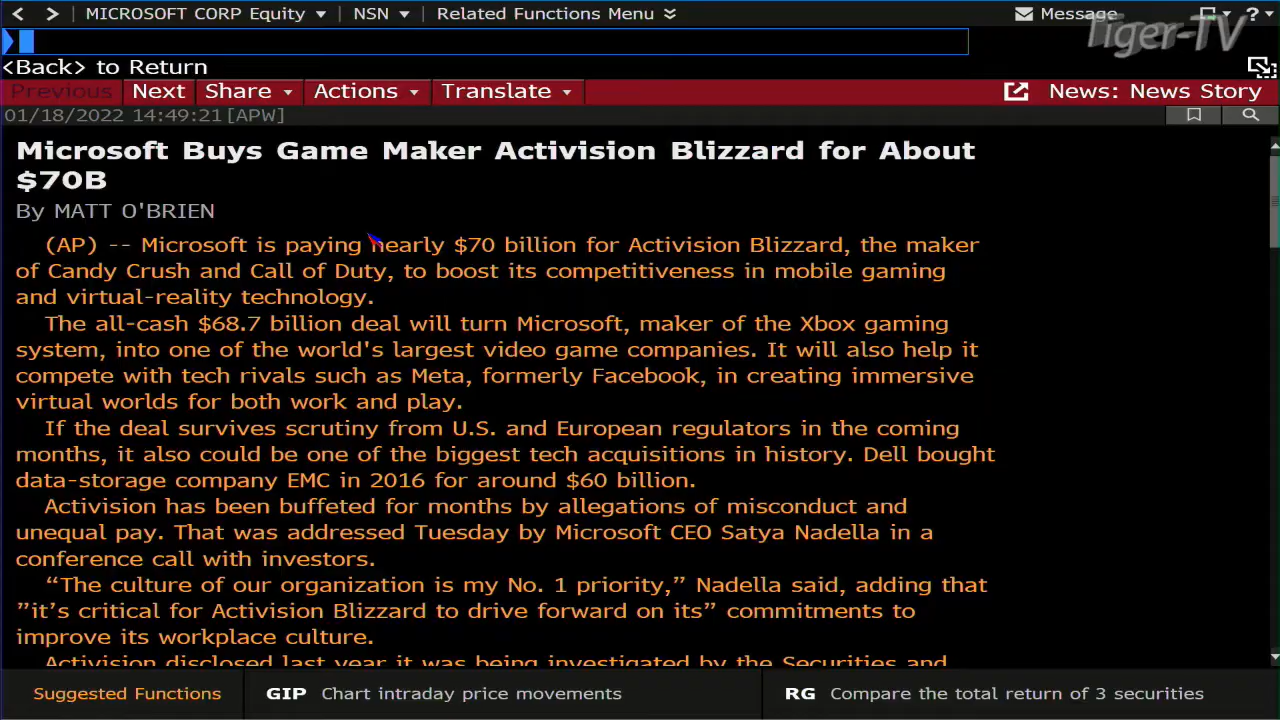 MICROSOFT CORP Equity NSN Related Functions Menu Message ?
Tiger-TV
<Back> to Return
Previous Next Share Actions Translate News: News Story
01/18/2022 14:49:21[APW]
Microsoft Buys Game Maker Activision Blizzard for About
$70B
By MATT O'BRIEN
(AP) -- Microsoft is paying nearly $70 billion for Activision Blizzard, the maker
of Candy Crush and Call of Duty, to boost its competitiveness in mobile gaming
and virtual-reality technology.
The all-cash $68.7 billion deal will turn Microsoft, maker of the Xbox gaming
system, into one of the world's largest video game companies. It will also help it
compete with tech rivals such as Meta, formerly Facebook, in creating immersive
virtual worlds for both work and play.
If the deal survives scrutiny from U.S. and European regulators in the coming
months, it also could be one of the biggest tech acquisitions in history. Dell bought
data-storage company EMC in 2016 for around $60 billion.
Activision has been buffeted for months by allegations of misconduct and
unequal pay. That was addressed Tuesday by Microsoft CEO Satya Nadella in a
conference call with investors.
“The culture of our organization is my No. 1 priority,” Nadella said, adding that
”it’s critical for Activision Blizzard to drive forward on its” commitments to
improve its workplace culture.
Activision disclosed last year it was being investigated by the Securities and
Suggested Functions GIP Chart intraday price movements RG Compare the total return of 3 securities